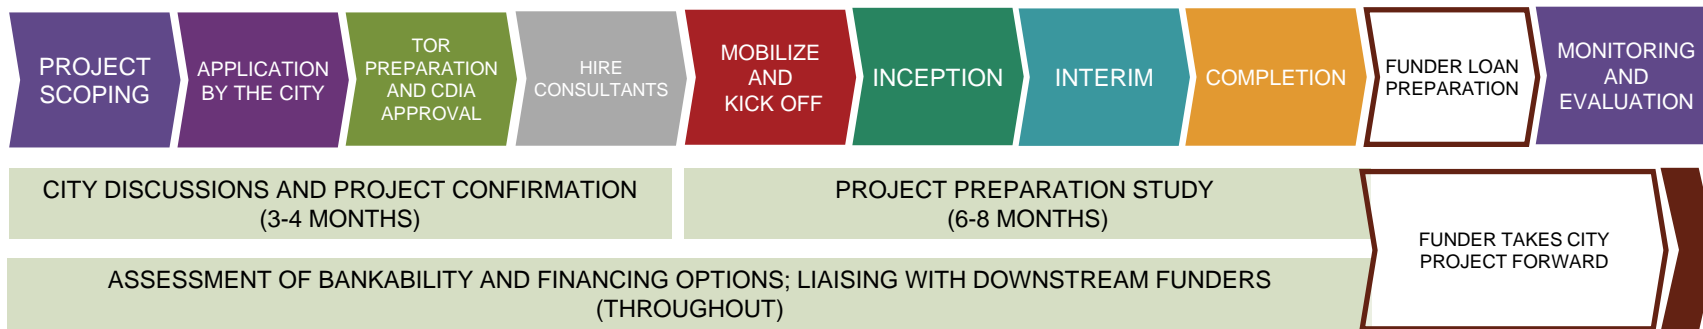 PROJECT
SCOPING
APPLICATION
BY THE CITY
TOR
PREPARATION
AND CDIA
APPROVAL
HIRE
CONSULTANTS
MOBILIZE
AND
KICK OFF
INCEPTION
INTERIM
COMPLETION
FUNDER LOAN
PREPARATION
MONITORING
AND
EVALUATION
CITY DISCUSSIONS AND PROJECT CONFIRMATION
(3-4 MONTHS)
PROJECT PREPARATION STUDY
(6-8 MONTHS)
FUNDER TAKES CITY
PROJECT FORWARD
ASSESSMENT OF BANKABILITY AND FINANCING OPTIONS; LIAISING WITH DOWNSTREAM FUNDERS
(THROUGHOUT)